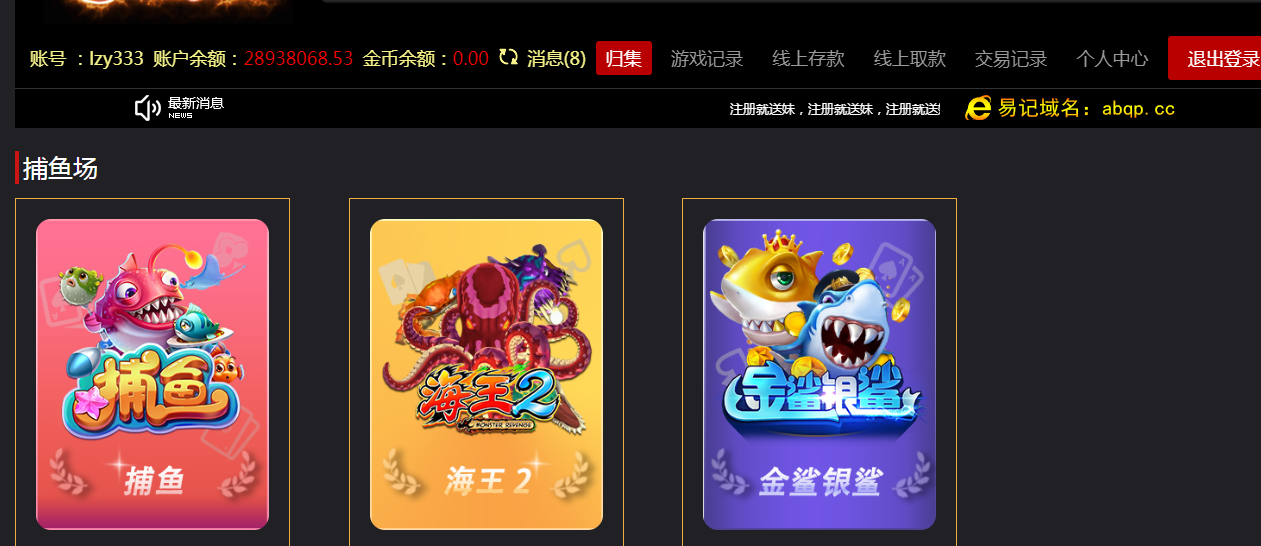 账号 ：lzy333 账户余额：28938068.53 金币余额：0.00 消息(8) 归集 游戏记录 线上存款 线上取款 交易记录 个人中心 退出登录
最新消息
NEWS
注册就送妹，注册就送妹，注册就送!
易记域名：abqp.cc
捕鱼场
捕鱼
海王2
MONSTER REVENGE
金鲨银鲨
捕鱼
海王 2
金鲨银鲨